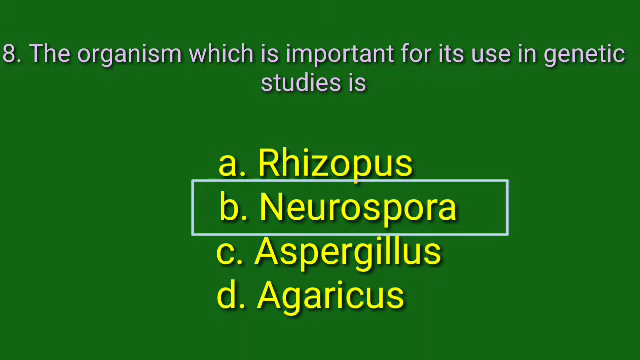 8. The organism which is important for its use in genetic
studies is
a. Rhizopus
b. Neurospora
c. Aspergillus
d. Agaricus